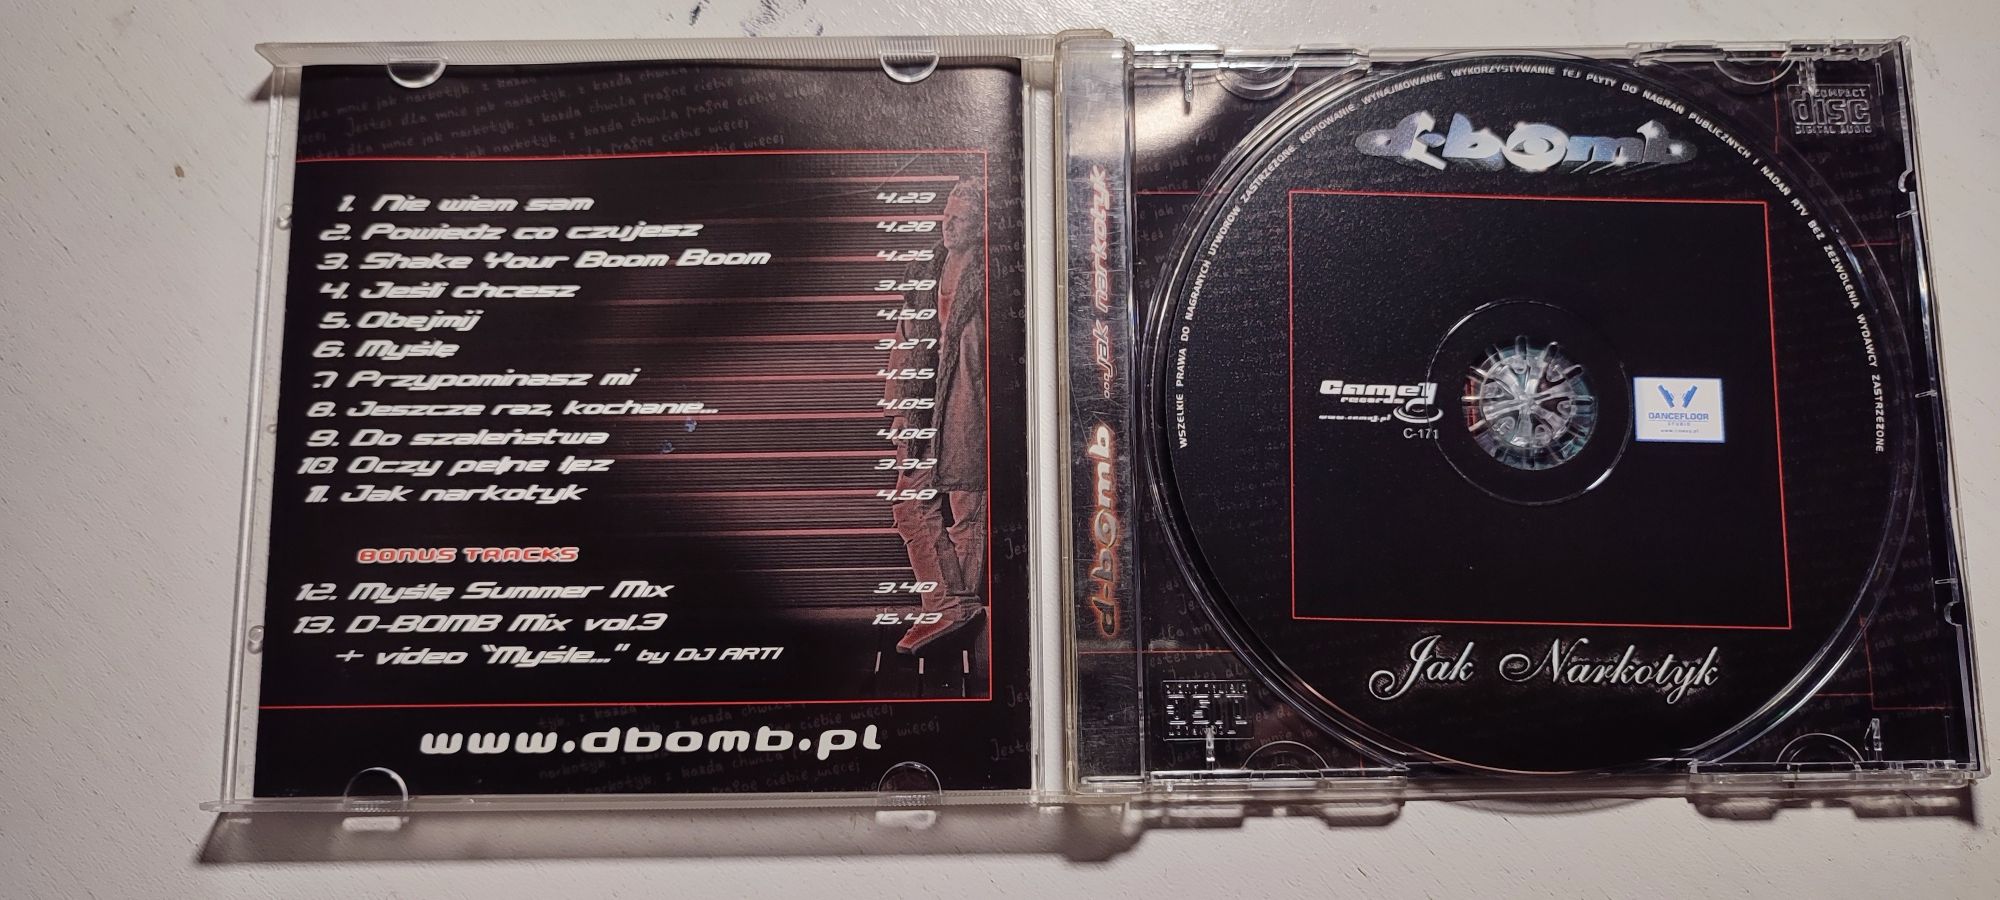 1. Nie wiem sam 4.23
2. Powiedz co czujesz 4.28
3. Shake Your Boom Boom 4.25
4. Jeśli chcesz 3.28
5. Obejmij 4.50
6. Myślę 3.27
7. Przypominasz mi 4.55
8. Jeszcze raz, kochanie... 4.05
9. Do szaleństwa 4.06
10. Oczy pełne łez 3.32
11. Jak narkotyk 4.58
BONUS TRACKS
12. Myślę Summer Mix 3.40
13. D-BOMB Mix vol.3 15.43
+ video "Myśle..." by DJ ARTI
www.dbomb.pl
d-bomb ...jak narkotyk
WSZELKIE PRAWA DO NAGRANYCH UTWORÓW ZASTRZEŻONE. KOPIOWANIE, WYNAJMOWANIE, WYKORZYSTYWANIE TEJ PŁYTY DO NAGRAŃ PUBLICZNYCH I NADAŃ RTV BEZ ZEZWOLENIA WYDAWCY ZASTRZEŻONE
d-bomb
Camey
records
www.camey.pl
C-171
DANCEFLOOR
STUDIO
Jak Narkotyk
COMPACT
disc
DIGITAL AUDIO